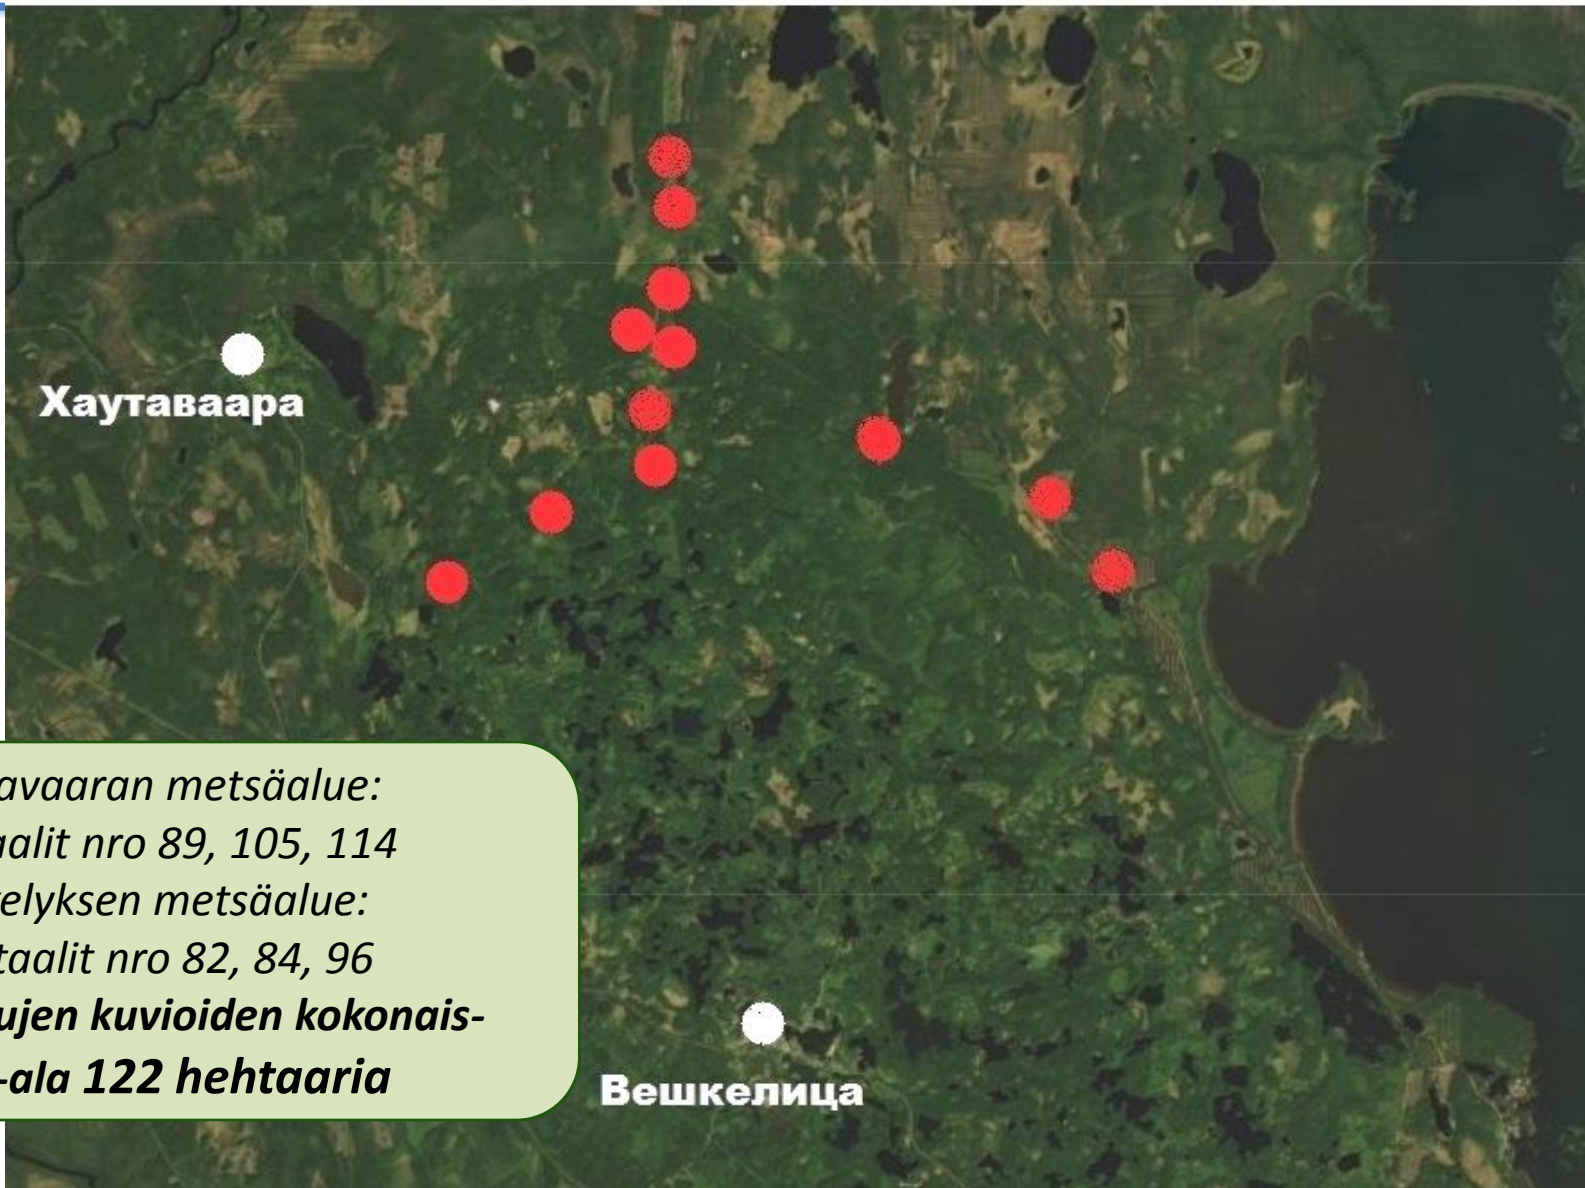 Хаутаваара
avaaran metsäalue:
aalit nro 89, 105, 114
elyksen metsäalue:
taalit nro 82, 84, 96
ujen kuvioiden kokonais-
-ala 122 hehtaaria
Вешкелица